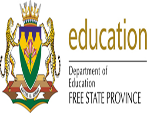 education
Department of
Education
FREE STATE PROVINCE